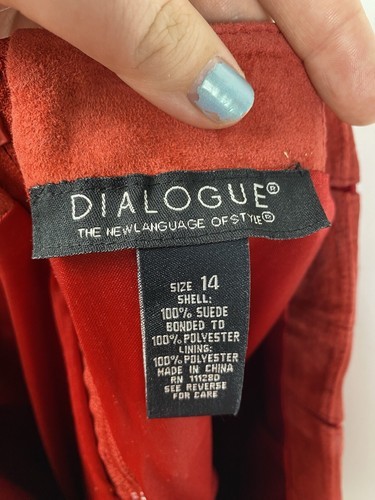 DIALOGUE®
THE NEW LANGUAGE OF STYLE®
SIZE 14
SHELL:
100% SUEDE
BONDED TO
100% POLYESTER
LINING:
100% POLYESTER
MADE IN CHINA
RN 111280
SEE REVERSE
FOR CARE